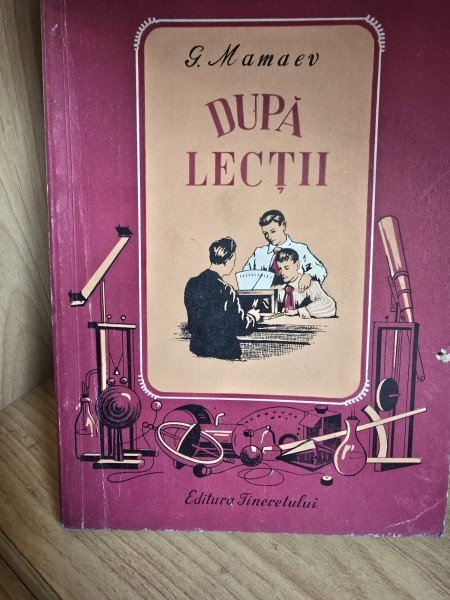 G. Mamaev
DUPĂ
LECȚII
Editura Tineretului